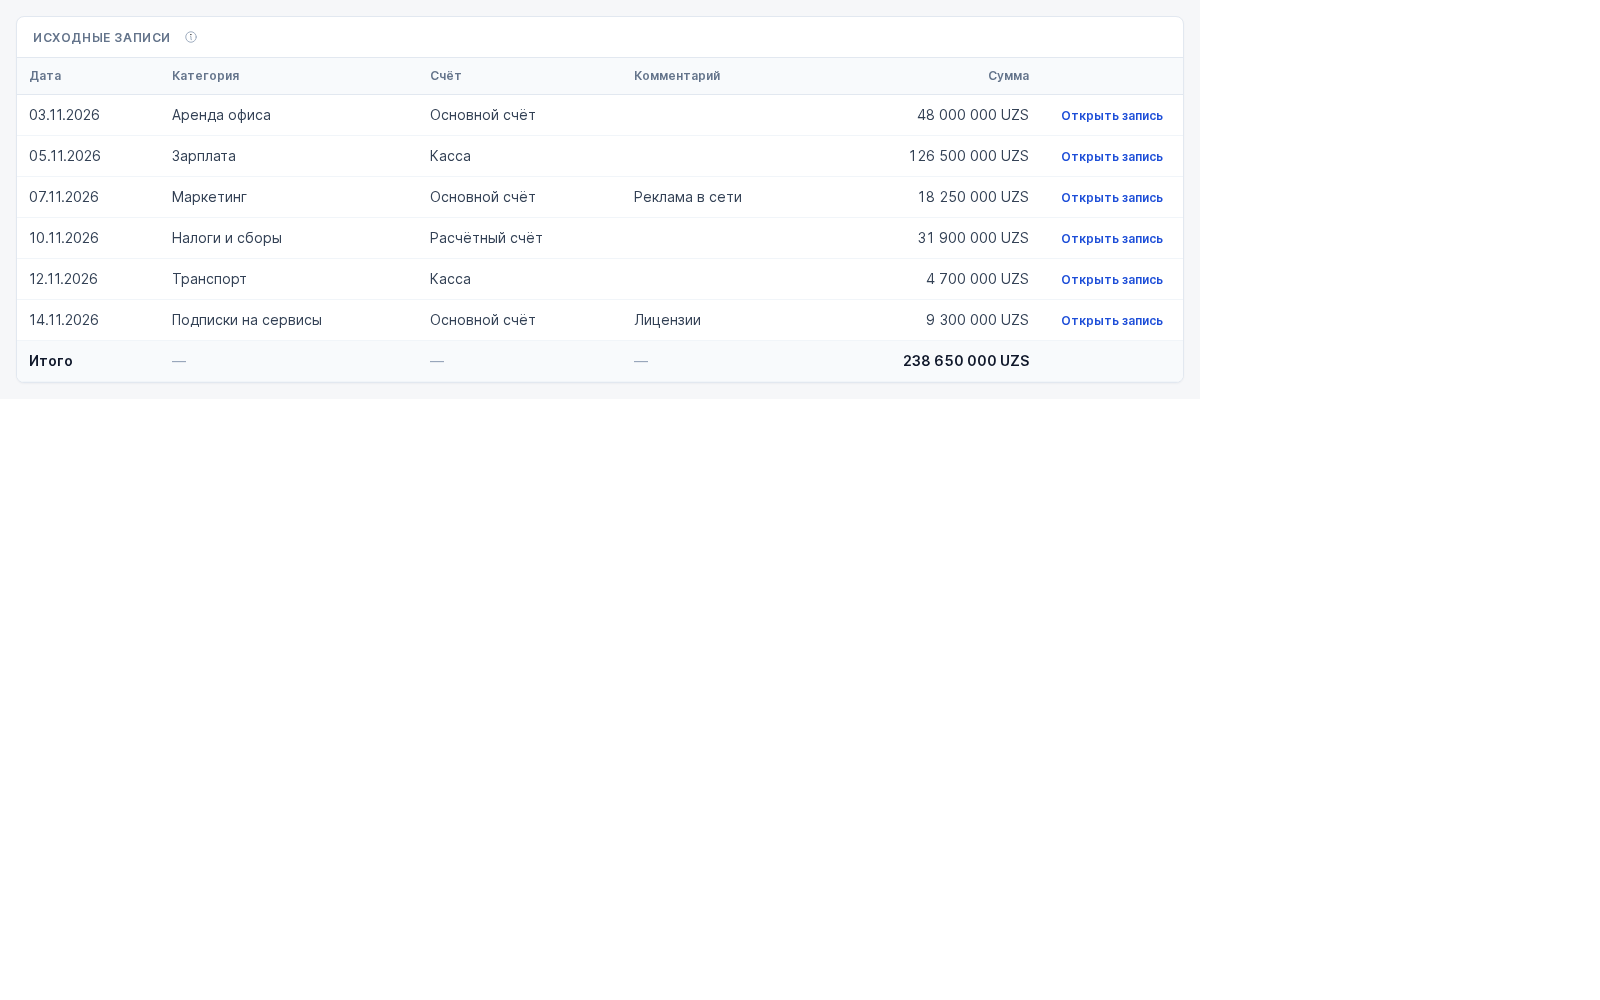 ИСХОДНЫЕ ЗАПИСИ
Дата Категория Счёт Комментарий Сумма
03.11.2026 Аренда офиса Основной счёт 48 000 000 UZS Открыть запись
05.11.2026 Зарплата Касса 126 500 000 UZS Открыть запись
07.11.2026 Маркетинг Основной счёт Реклама в сети 18 250 000 UZS Открыть запись
10.11.2026 Налоги и сборы Расчётный счёт 31 900 000 UZS Открыть запись
12.11.2026 Транспорт Касса 4 700 000 UZS Открыть запись
14.11.2026 Подписки на сервисы Основной счёт Лицензии 9 300 000 UZS Открыть запись
Итого — — — 238 650 000 UZS